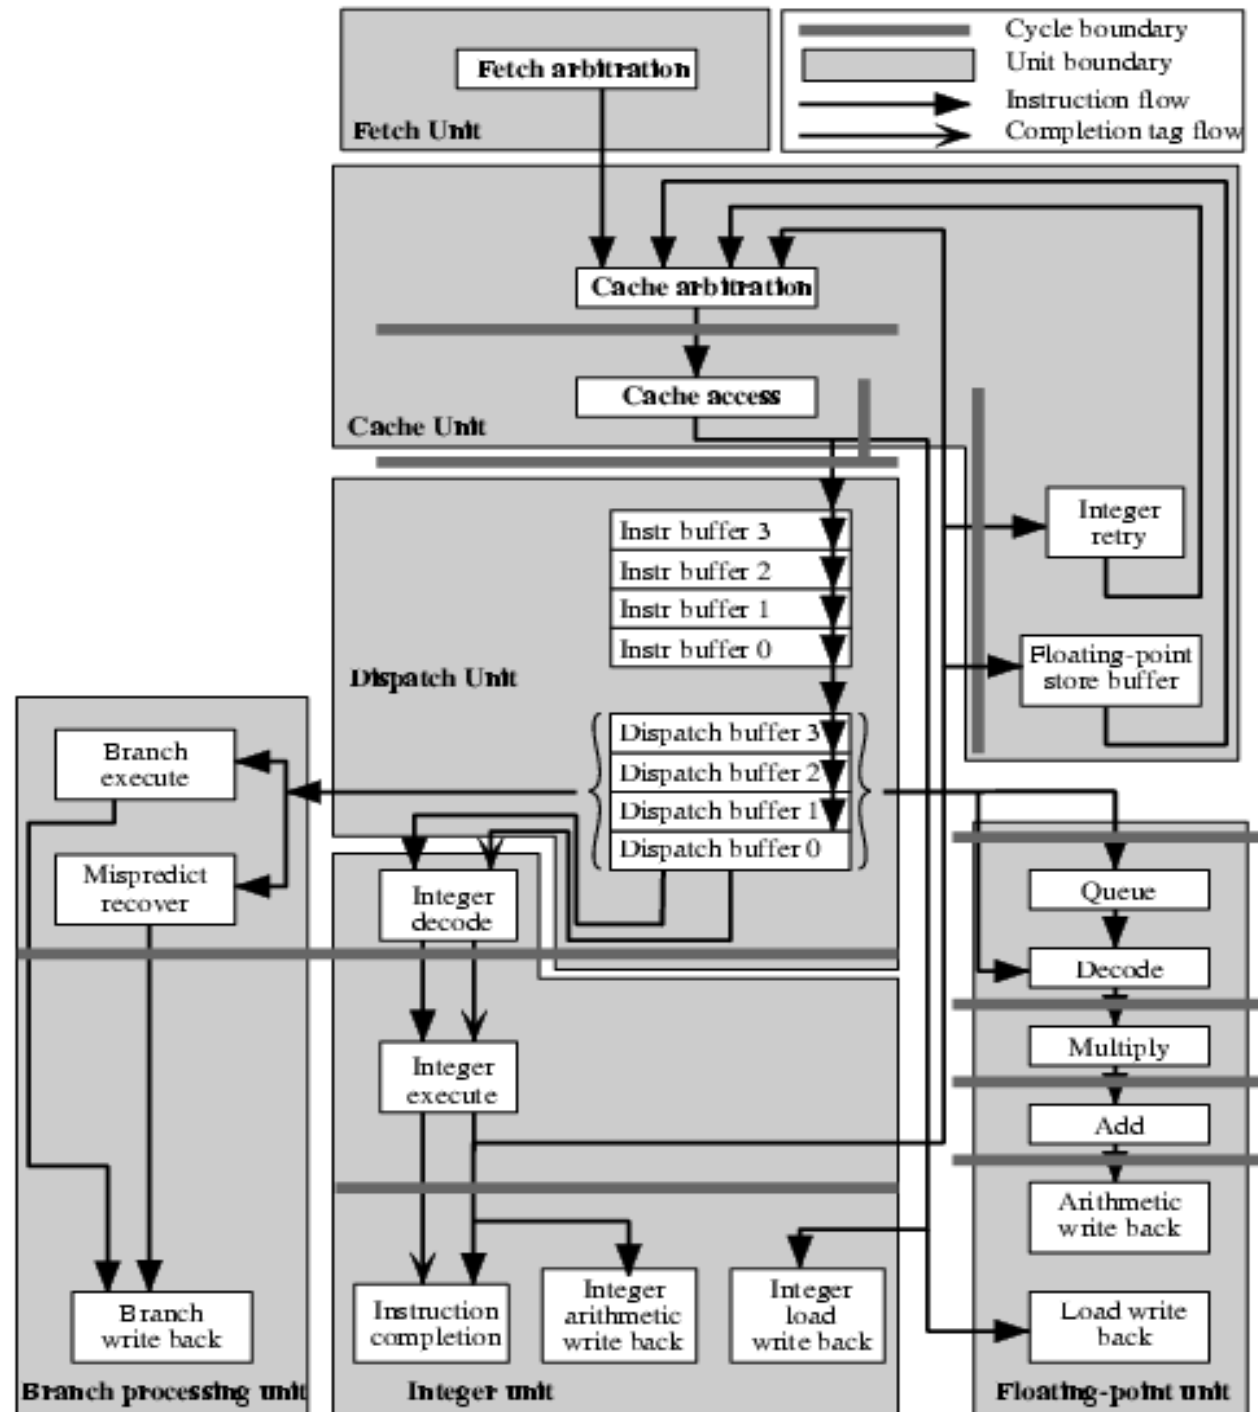 Fetch arbitration
Fetch Unit
Cycle boundary
Unit boundary
Instruction flow
Completion tag flow
Cache arbitration
Cache access
Cache Unit
Integer
retry
Floating-point
store buffer
Instr buffer 3
Instr buffer 2
Instr buffer 1
Instr buffer 0
Dispatch Unit
Dispatch buffer 3
Dispatch buffer 2
Dispatch buffer 1
Dispatch buffer 0
Branch
execute
Mispredict
recover
Branch
write back
Branch processing unit
Integer
decode
Integer
execute
Instruction
completion
Integer
arithmetic
write back
Integer
load
write back
Integer unit
Queue
Decode
Multiply
Add
Arithmetic
write back
Load write
back
Floating-point unit